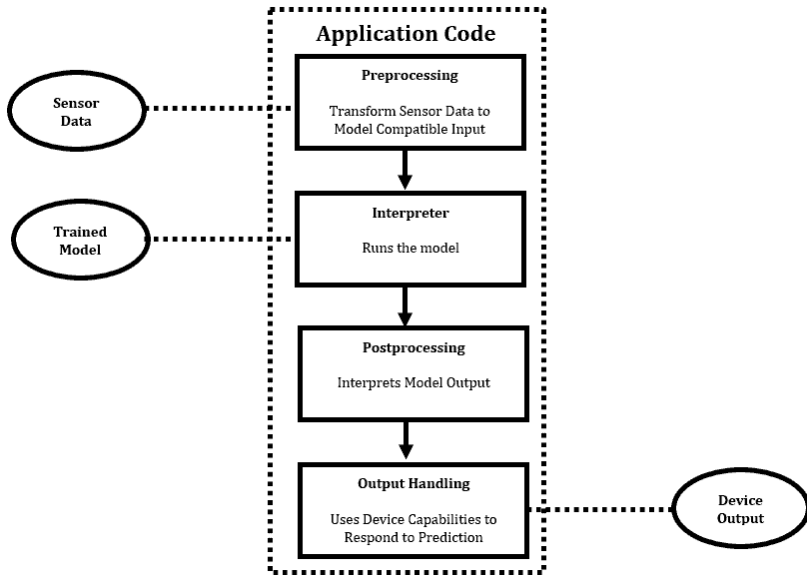 Application Code
Preprocessing
Transform Sensor Data to
Model Compatible Input
Sensor
Data
Interpreter
Runs the model
Trained
Model
Postprocessing
Interprets Model Output
Output Handling
Uses Device Capabilities to
Respond to Prediction
Device
Output